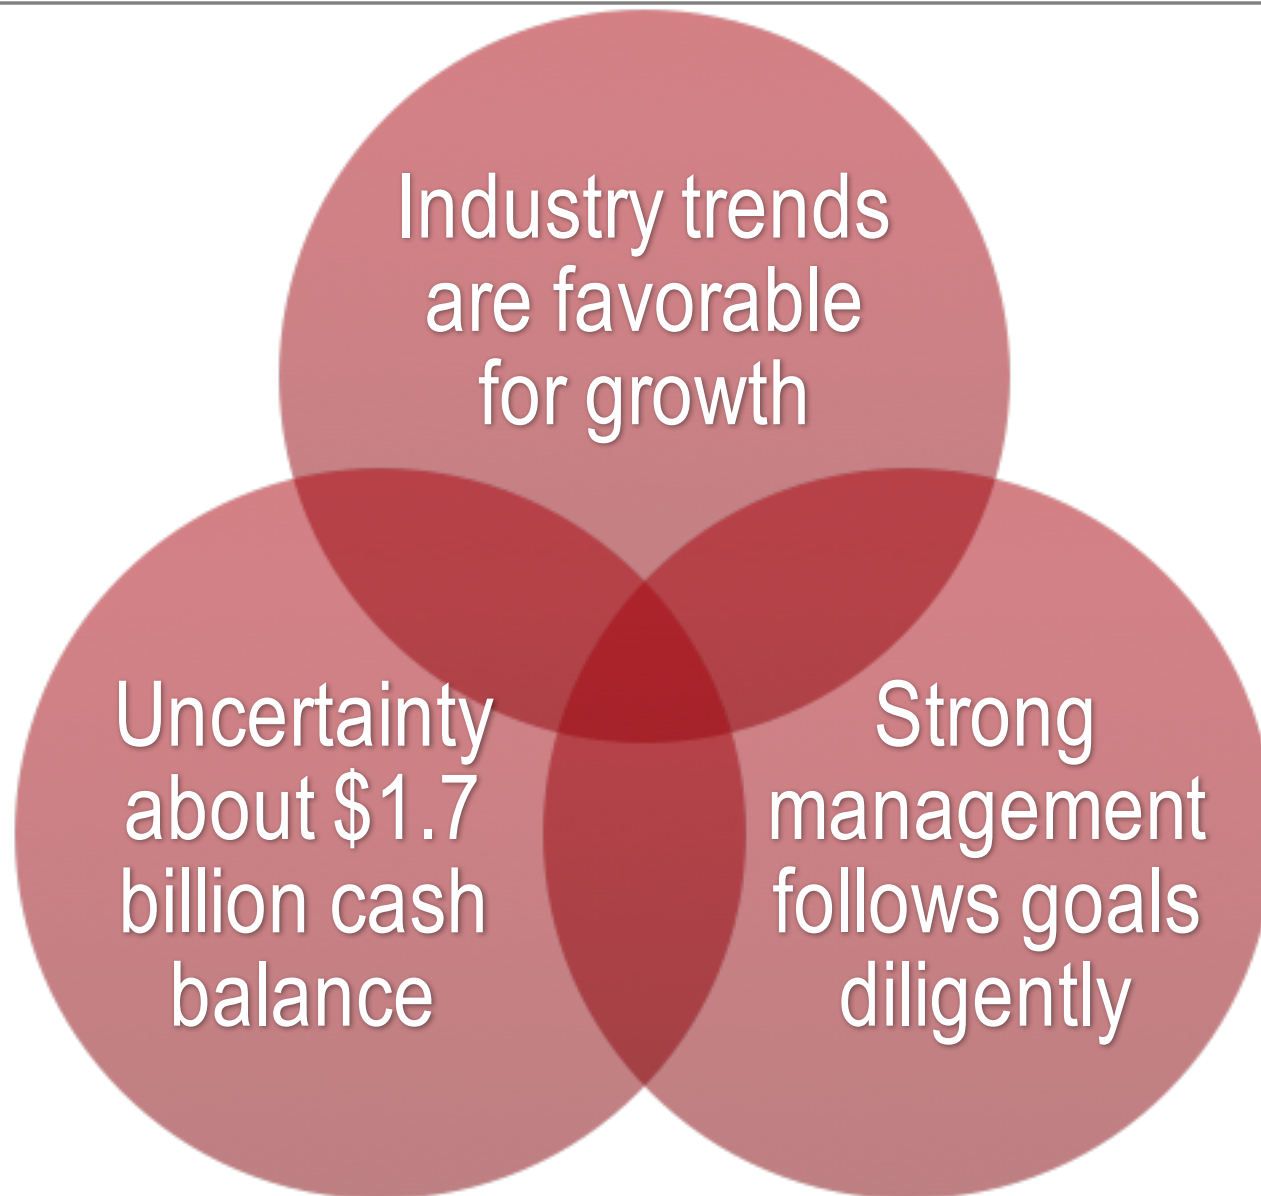 Industry trends
are favorable
for growth
Uncertainty
about $1.7
billion cash
balance
Strong
management
follows goals
diligently